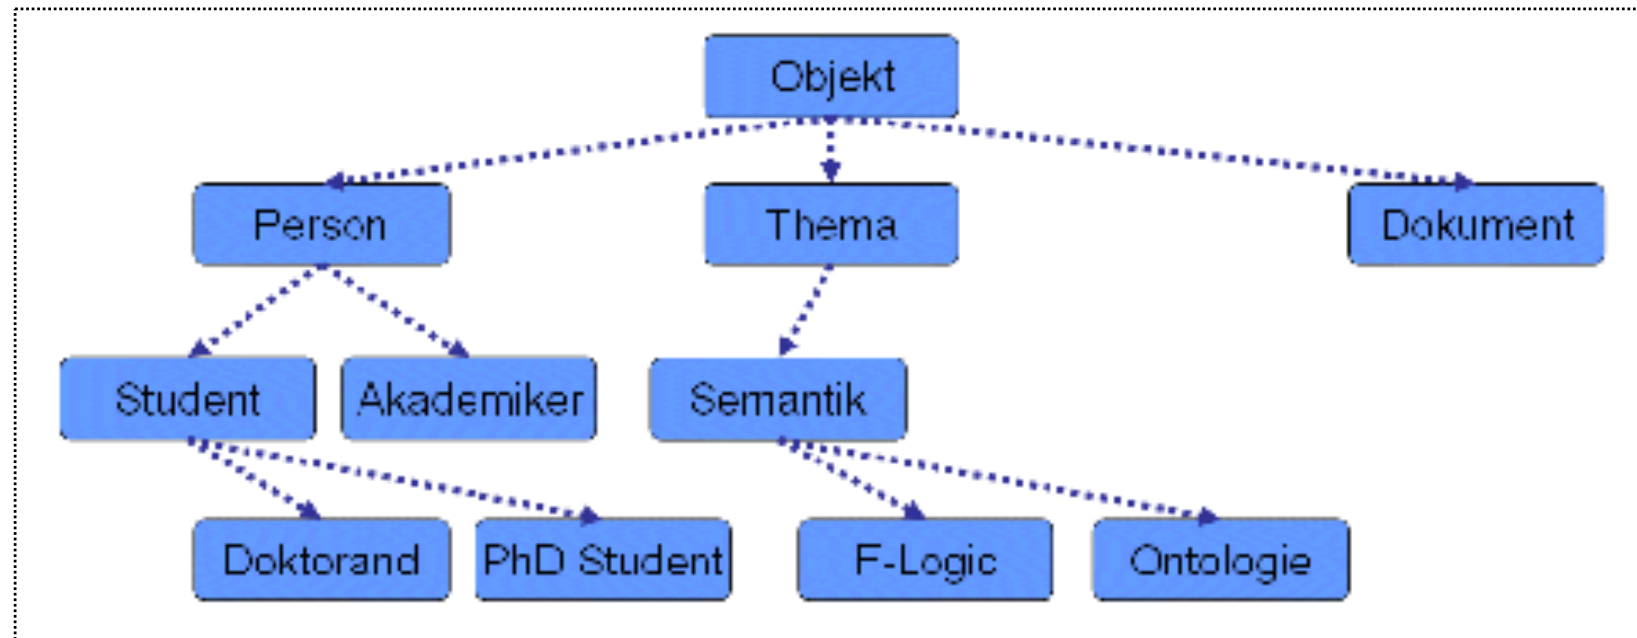 Objekt
Person
Thema
Dokument
Student
Akademiker
Semantik
Doktorand
PhD Student
F-Logic
Ontologie